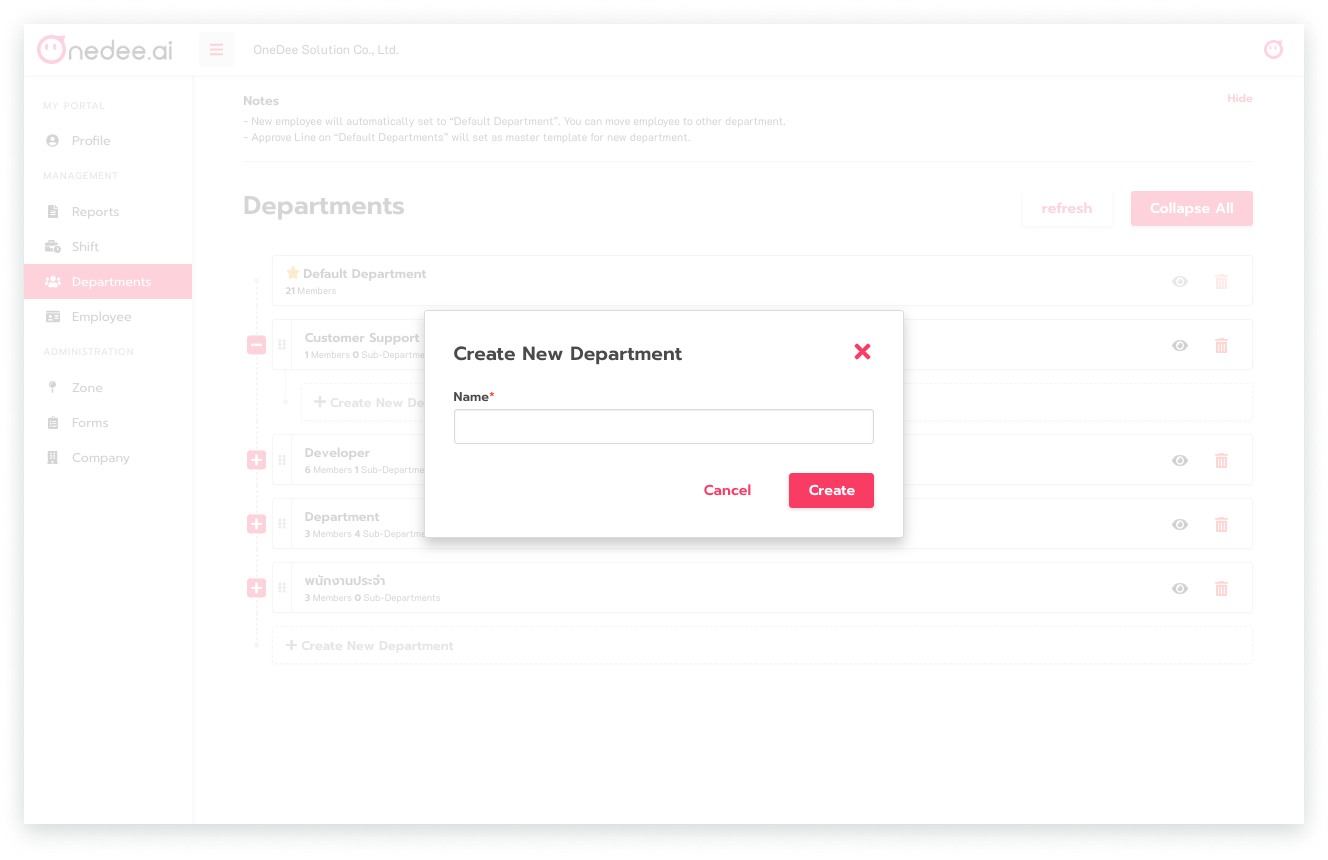 Onedee.ai
OneDee Solution Co., Ltd.
MY PORTAL
Profile
MANAGEMENT
Reports
Shift
Departments
Employee
ADMINISTRATION
Zone
Forms
Company
Notes
Hide
- New employee will automatically set to “Default Department”. You can move employee to other department.
- Approve Line on “Default Departments” will set as master template for new department.
Departments
refresh
Collapse All
Default Department
21 Members
Customer Support
1 Members 0 Sub-Departme
Create New De
Developer
6 Members 1 Sub-Departme
Department
3 Members 4 Sub-Departme
พนักงานประจำ
3 Members 0 Sub-Departments
Create New Department
Create New Department
Name*
Cancel
Create